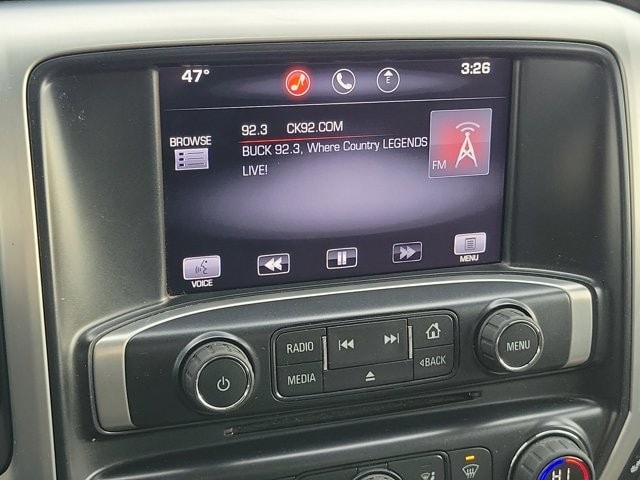 47°
E
3:26
BROWSE
92.3 CK92.COM
BUCK 92.3, Where Country LEGENDS
LIVE!
FM
VOICE
MENU
RADIO
MEDIA
BACK
MENU
HI